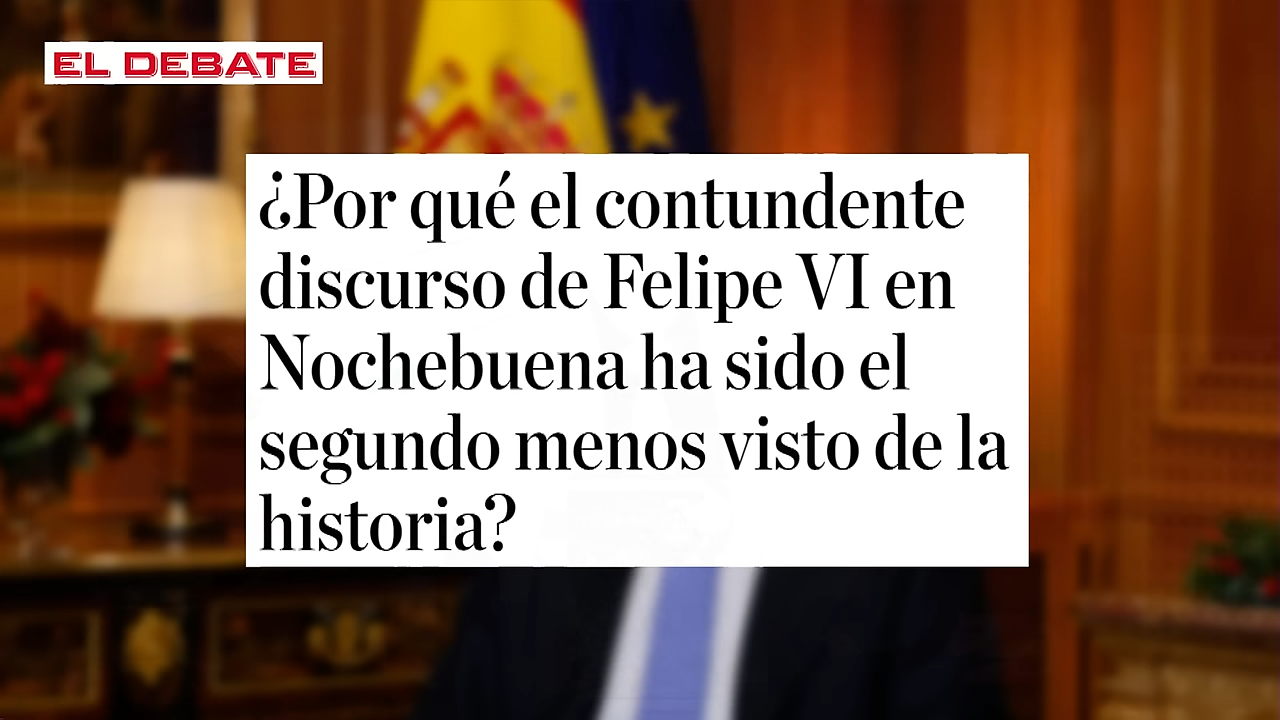 EL DEBATE
¿Por qué el contundente
discurso de Felipe VI en
Nochebuena ha sido el
segundo menos visto de la
historia?